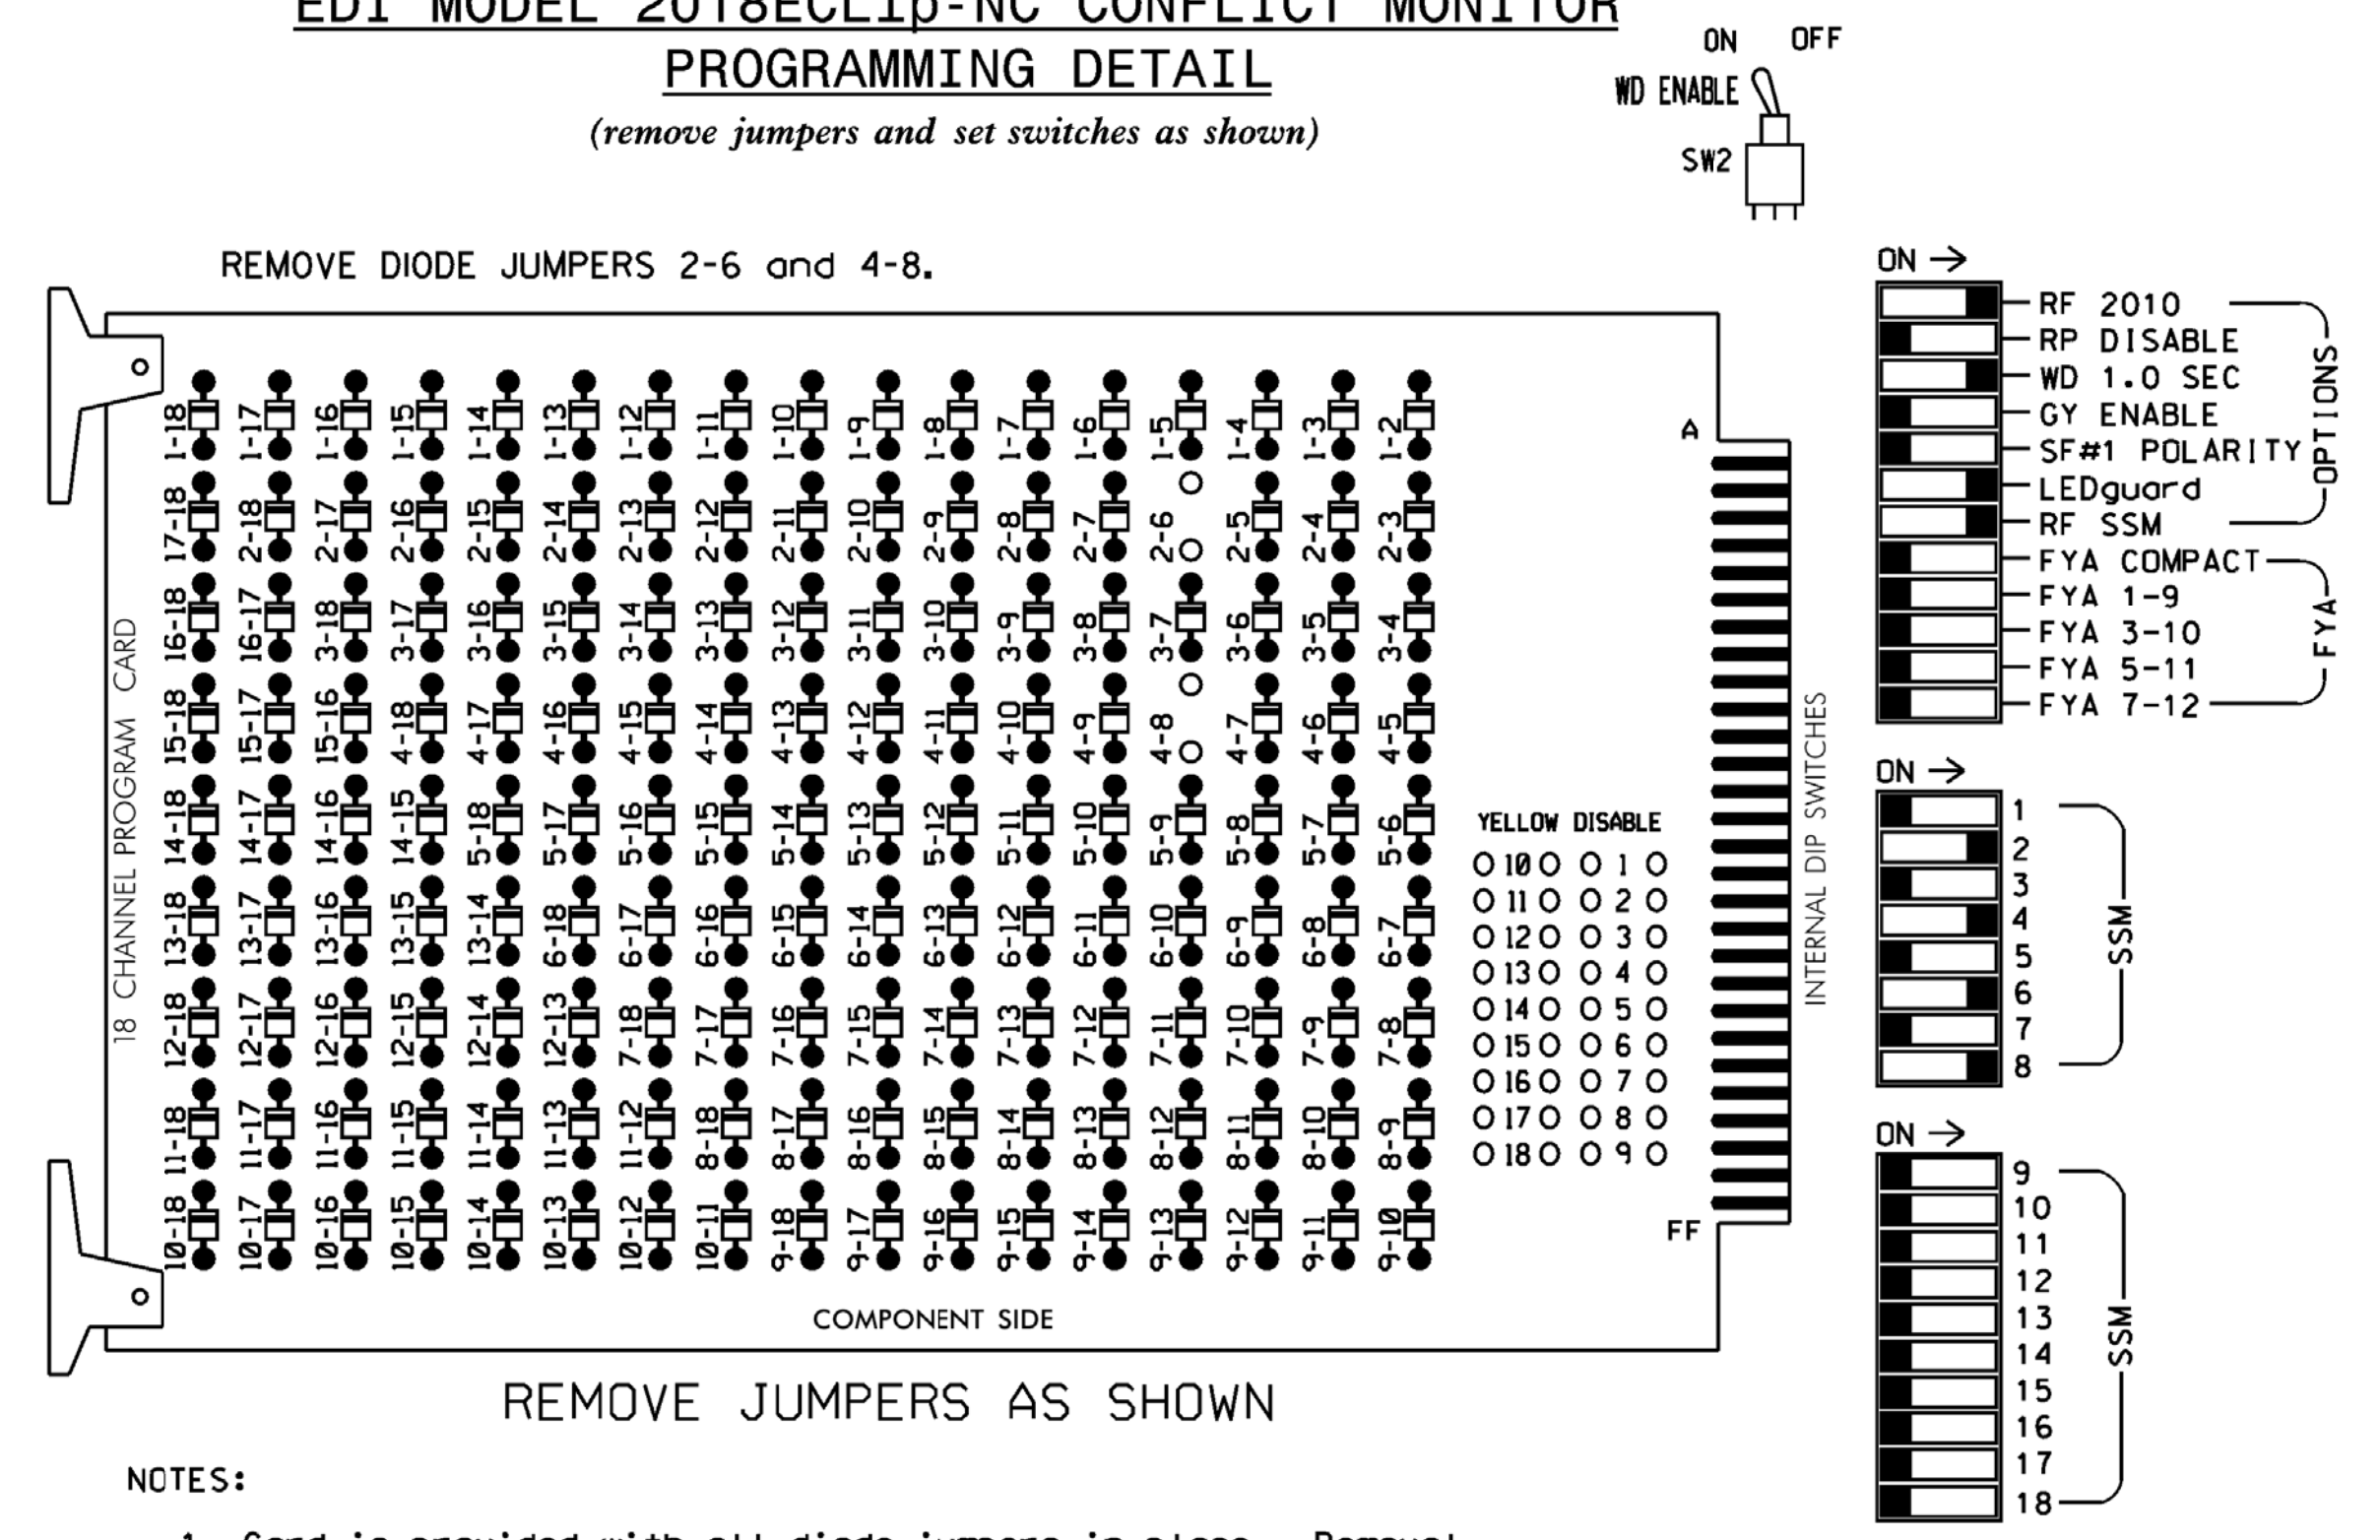 EDI MODEL 2018ECLip-NC CONFLICT MONITOR
PROGRAMMING DETAIL
(remove jumpers and set switches as shown)
ON OFF
WD ENABLE
SW2
REMOVE DIODE JUMPERS 2-6 and 4-8.
18 CHANNEL PROGRAM CARD
1-18 1-17 1-16 1-15 1-14 1-13 1-12 1-11 1-10 1-9 1-8 1-7 1-6 1-5 1-4 1-3 1-2
17-18 2-18 2-17 2-16 2-15 2-14 2-13 2-12 2-11 2-10 2-9 2-8 2-7 2-6 2-5 2-4 2-3
16-18 16-17 3-18 3-17 3-16 3-15 3-14 3-13 3-12 3-11 3-10 3-9 3-8 3-7 3-6 3-5 3-4
15-18 15-17 15-16 4-18 4-17 4-16 4-15 4-14 4-13 4-12 4-11 4-10 4-9 4-8 4-7 4-6 4-5
14-18 14-17 14-16 14-15 5-18 5-17 5-16 5-15 5-14 5-13 5-12 5-11 5-10 5-9 5-8 5-7 5-6
13-18 13-17 13-16 13-15 13-14 6-18 6-17 6-16 6-15 6-14 6-13 6-12 6-11 6-10 6-9 6-8 6-7
12-18 12-17 12-16 12-15 12-14 12-13 7-18 7-17 7-16 7-15 7-14 7-13 7-12 7-11 7-10 7-9 7-8
11-18 11-17 11-16 11-15 11-14 11-13 11-12 8-18 8-17 8-16 8-15 8-14 8-13 8-12 8-11 8-10 8-9
10-18 10-17 10-16 10-15 10-14 10-13 10-12 10-11 9-18 9-17 9-16 9-15 9-14 9-13 9-12 9-11 9-10
COMPONENT SIDE
YELLOW DISABLE
10 1
11 2
12 3
13 4
14 5
15 6
16 7
17 8
18 9
A
FF
INTERNAL DIP SWITCHES
ON
RF 2010
RP DISABLE
WD 1.0 SEC
GY ENABLE
SF#1 POLARITY
LEDguard
RF SSM
OPTIONS
FYA COMPACT
FYA 1-9
FYA 3-10
FYA 5-11
FYA 7-12
FYA
ON
1
2
3
4
5
6
7
8
SSM
ON
9
10
11
12
13
14
15
16
17
18
SSM
REMOVE JUMPERS AS SHOWN
NOTES: